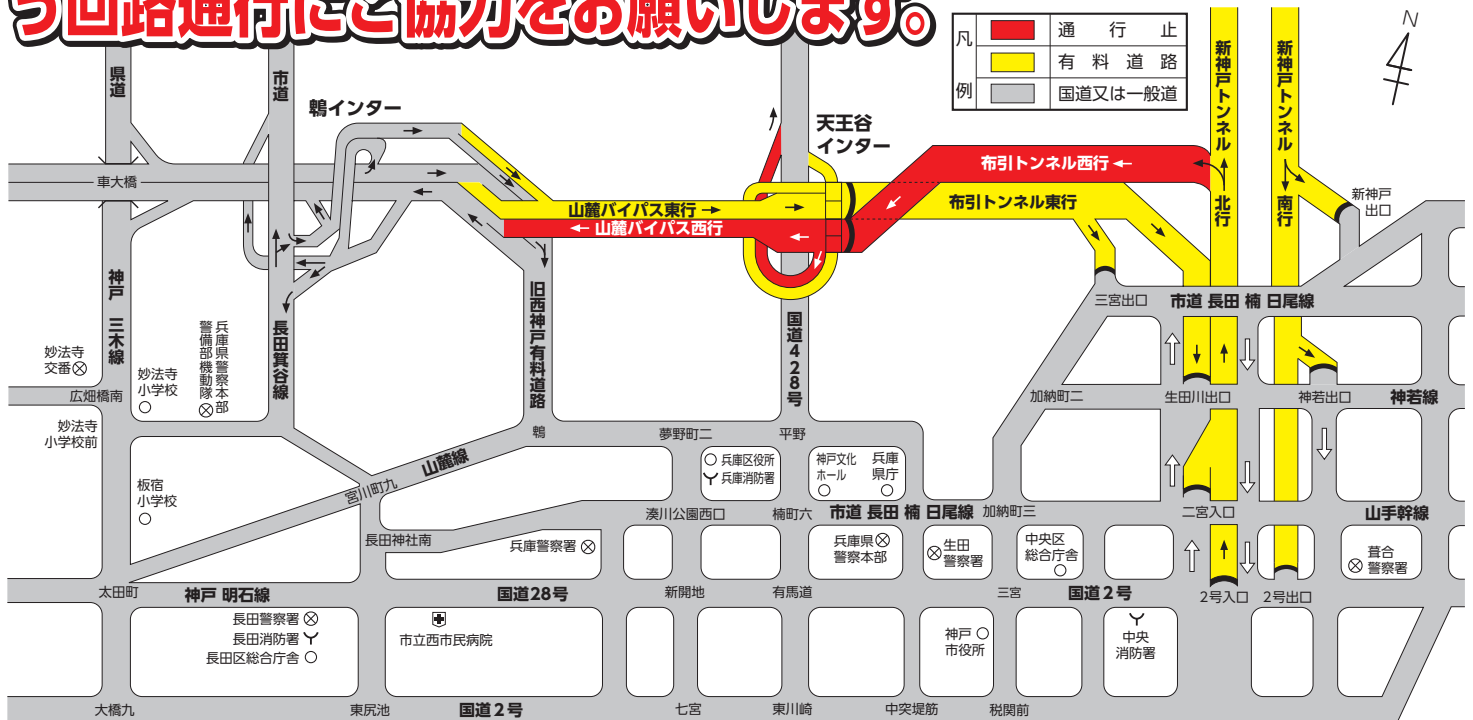 う回路通行にご協力をお願いします。
凡例
通行止
有料道路
国道又は一般道
N
県道
市道
鵯インター
天王谷
インター
新神戸トンネル
北行
新神戸トンネル
南行
新神戸
出口
車大橋
布引トンネル西行
布引トンネル東行
山麓バイパス東行
山麓バイパス西行
神戸 三木線
長田箕谷線
旧西神戸有料道路
国道428号
三宮出口
市道 長田 楠 日尾線
妙法寺
交番
妙法寺
小学校
兵庫県警察本部
警備部機動隊
広畑橋南
妙法寺
小学校前
加納町二
生田川出口
神若出口
神若線
鵯
夢野町二
平野
山麓線
宮川町九
兵庫区役所
兵庫消防署
神戸文化
ホール
兵庫
県庁
板宿
小学校
湊川公園西口
楠町六
市道 長田 楠 日尾線
加納町三
二宮入口
山手幹線
長田神社南
兵庫警察署
兵庫県
警察本部
生田
警察署
中央区
総合庁舎
葺合
警察署
太田町
神戸 明石線
国道28号
新開地
有馬道
三宮
国道2号
2号入口
2号出口
長田警察署
長田消防署
長田区総合庁舎
市立西市民病院
神戸
市役所
中央
消防署
大橋九
東尻池
国道2号
七宮
東川崎
中突堤筋
税関前